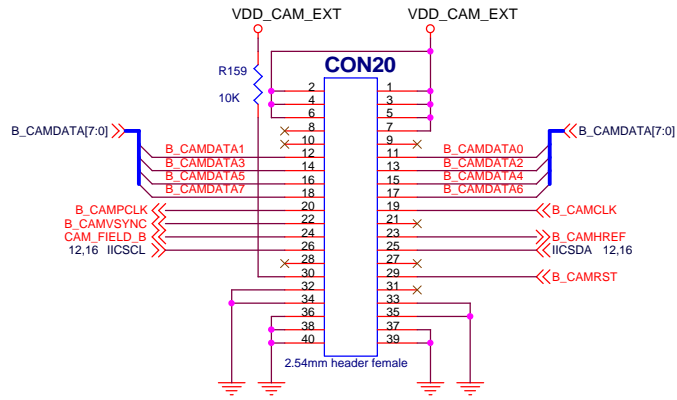 VDD_CAM_EXT VDD_CAM_EXT
CON20
R159
10K
2 1
4 3
6 5
8 7
10 9
B_CAMDATA[7:0] B_CAMDATA[7:0]
B_CAMDATA1 12 11 B_CAMDATA0
B_CAMDATA3 14 13 B_CAMDATA2
B_CAMDATA5 16 15 B_CAMDATA4
B_CAMDATA7 18 17 B_CAMDATA6
B_CAMPCLK 20 19 B_CAMCLK
B_CAMVSYNC 22 21
CAM_FIELD_B 24 23 B_CAMHREF
12,16 IICSCL 26 25 IICSDA 12,16
28 27
30 29 B_CAMRST
32 31
34 33
36 35
38 37
40 39
2.54mm header female